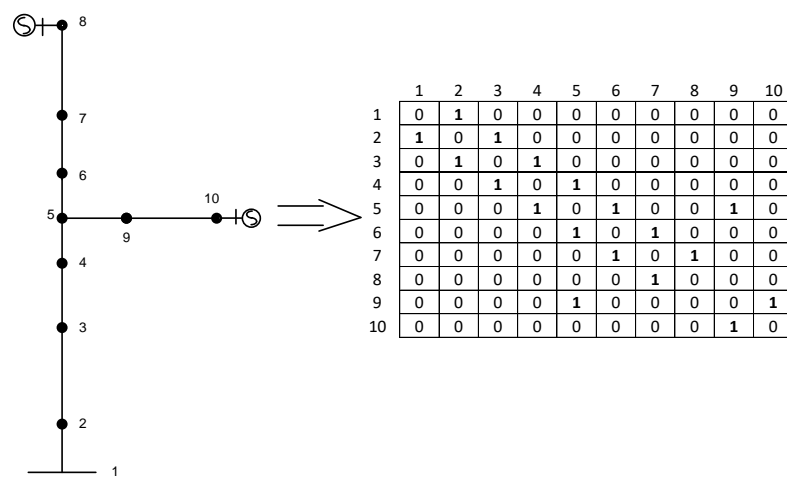 8
7
6
5
10
9
4
3
2
1
1 2 3 4 5 6 7 8 9 10
1 0 1 0 0 0 0 0 0 0 0
2 1 0 1 0 0 0 0 0 0 0
3 0 1 0 1 0 0 0 0 0 0
4 0 0 1 0 1 0 0 0 0 0
5 0 0 0 1 0 1 0 0 1 0
6 0 0 0 0 1 0 1 0 0 0
7 0 0 0 0 0 1 0 1 0 0
8 0 0 0 0 0 0 1 0 0 0
9 0 0 0 0 1 0 0 0 0 1
10 0 0 0 0 0 0 0 0 1 0